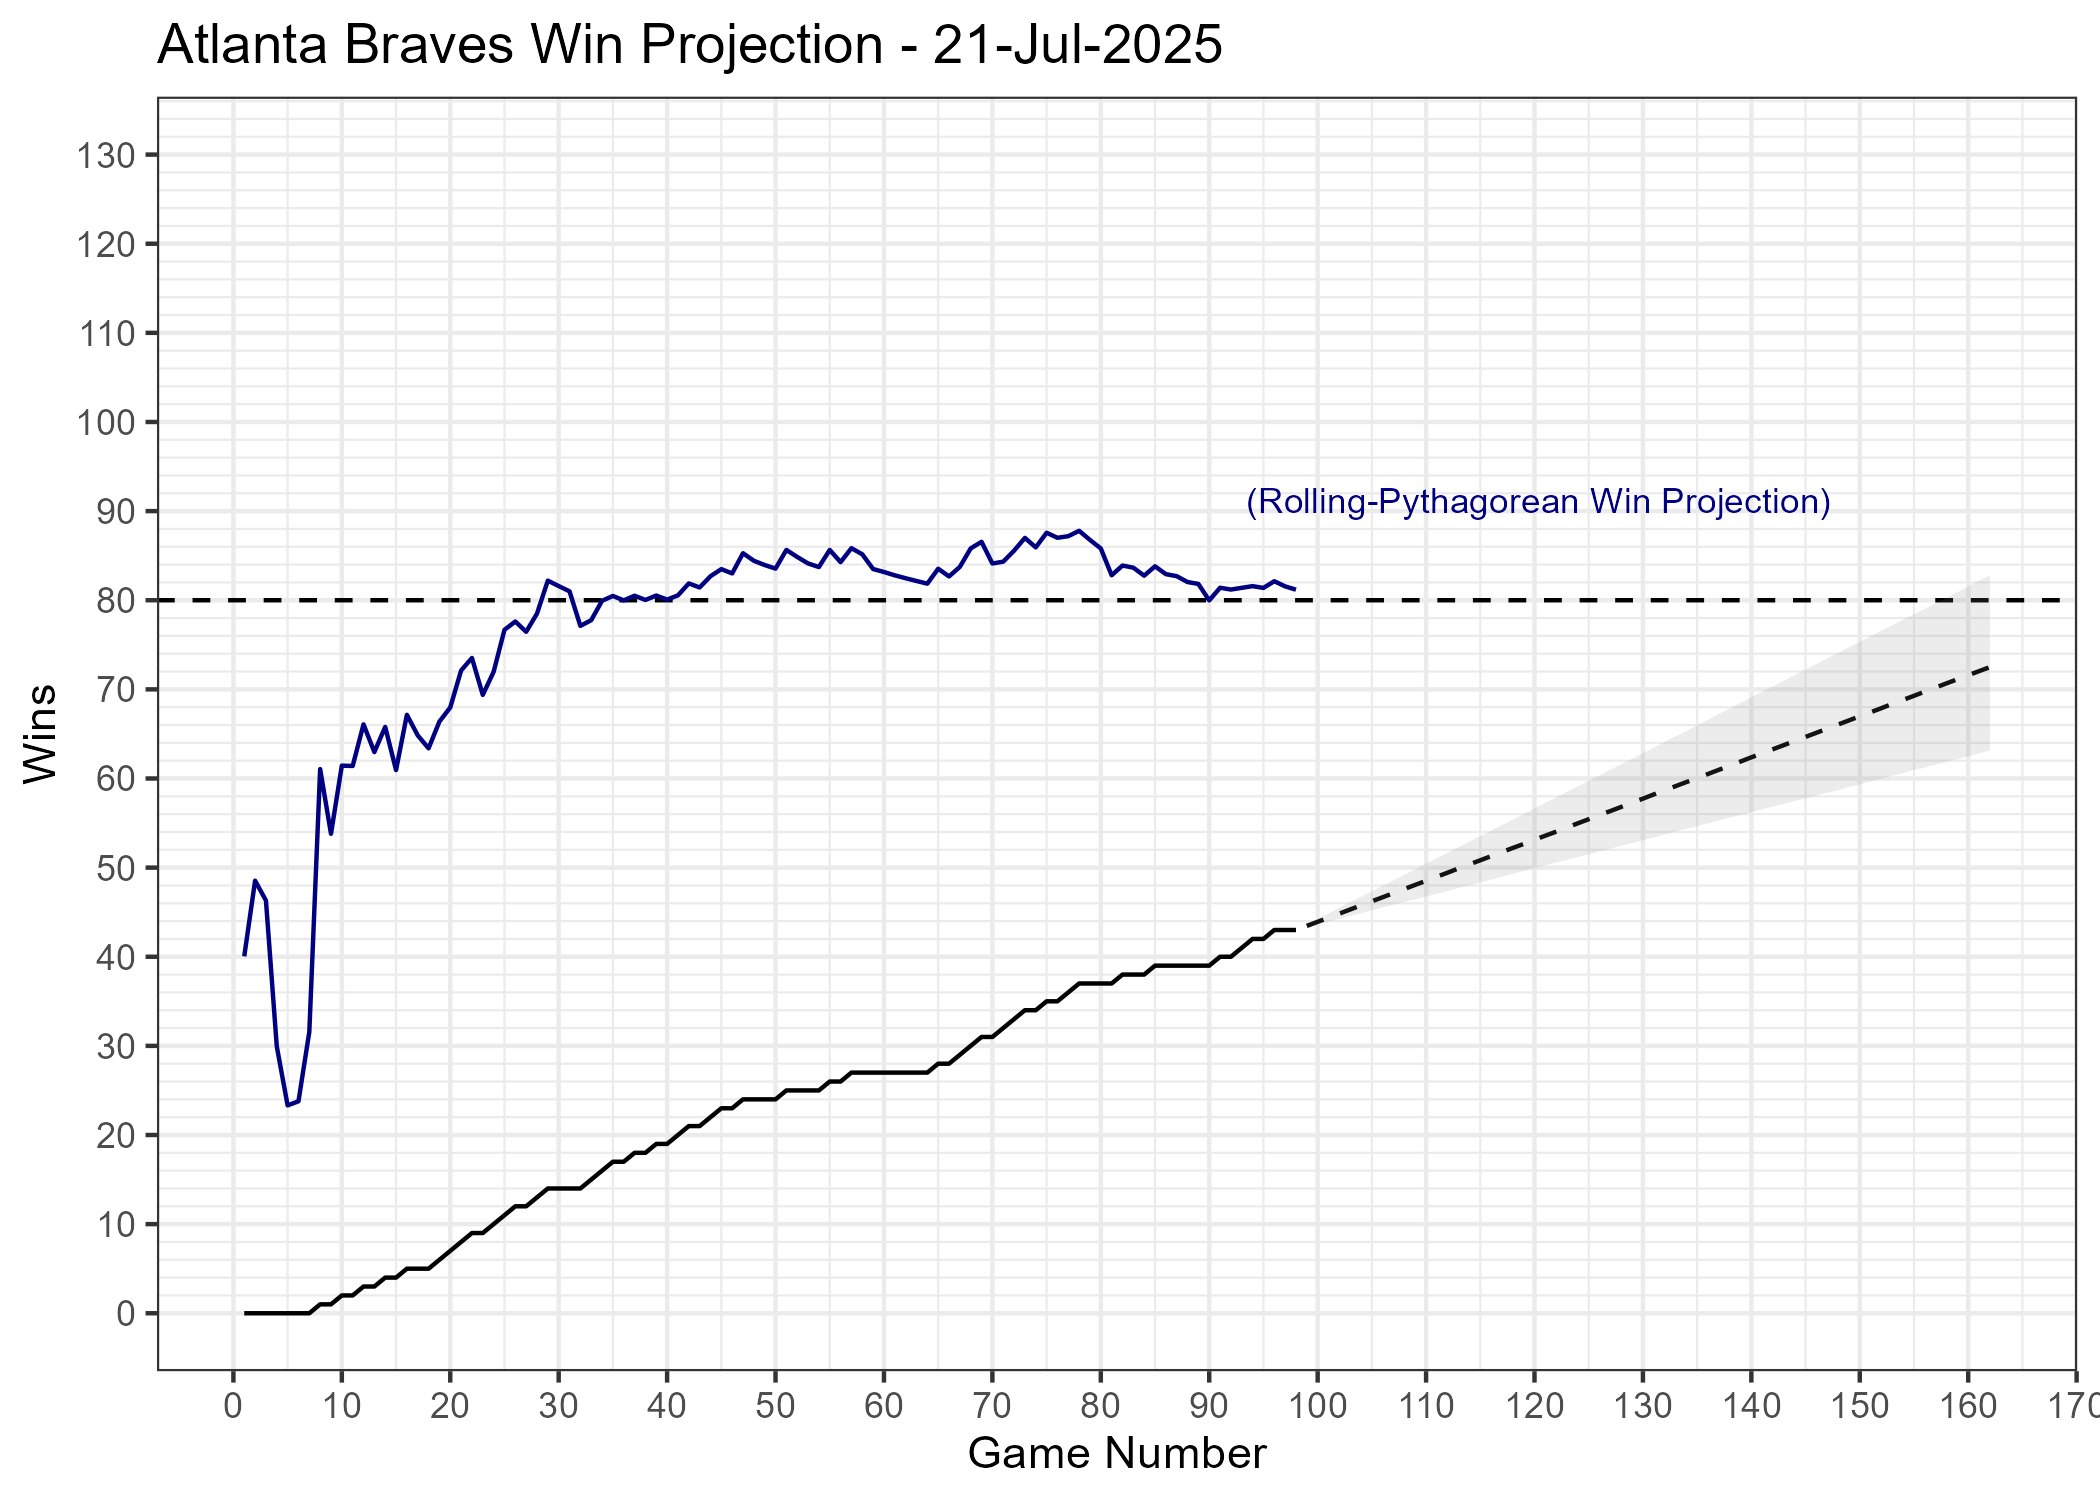 Atlanta Braves Win Projection - 21-Jul-2025
130
120
110
100
90
80
70
60
50
40
30
20
10
0
Wins
(Rolling-Pythagorean Win Projection)
0 10 20 30 40 50 60 70 80 90 100 110 120 130 140 150 160 170
Game Number